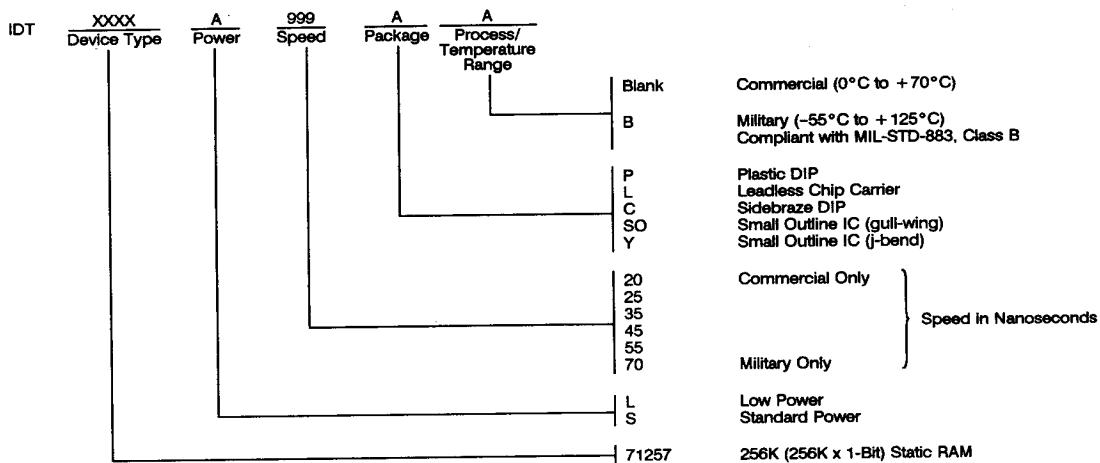 IDT XXXX A 999 A A
Device Type Power Speed Package Process/
Temperature
Range
Blank Commercial (0°C to +70°C)
B Military (–55°C to +125°C)
Compliant with MIL-STD-883, Class B
P Plastic DIP
L Leadless Chip Carrier
C Sidebraze DIP
SO Small Outline IC (gull-wing)
Y Small Outline IC (j-bend)
20 Commercial Only
25
35
45 Speed in Nanoseconds
55
70 Military Only
L Low Power
S Standard Power
71257 256K (256K x 1-Bit) Static RAM